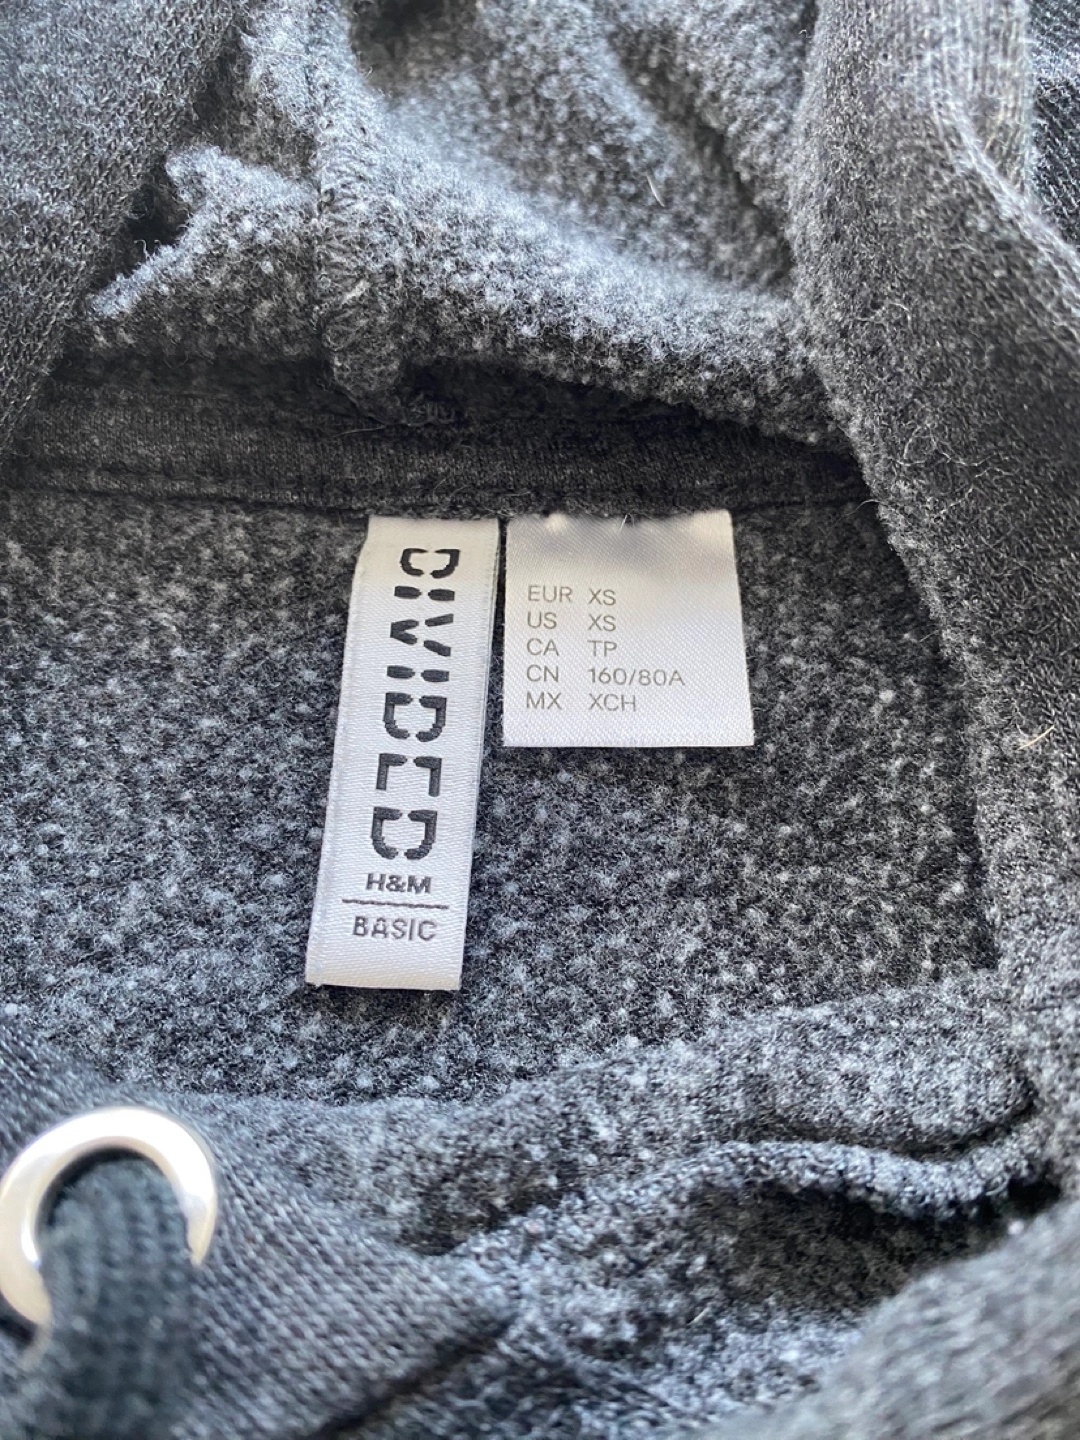 DIVIDED
H&M
BASIC
EUR XS
US XS
CA TP
CN 160/80A
MX XCH